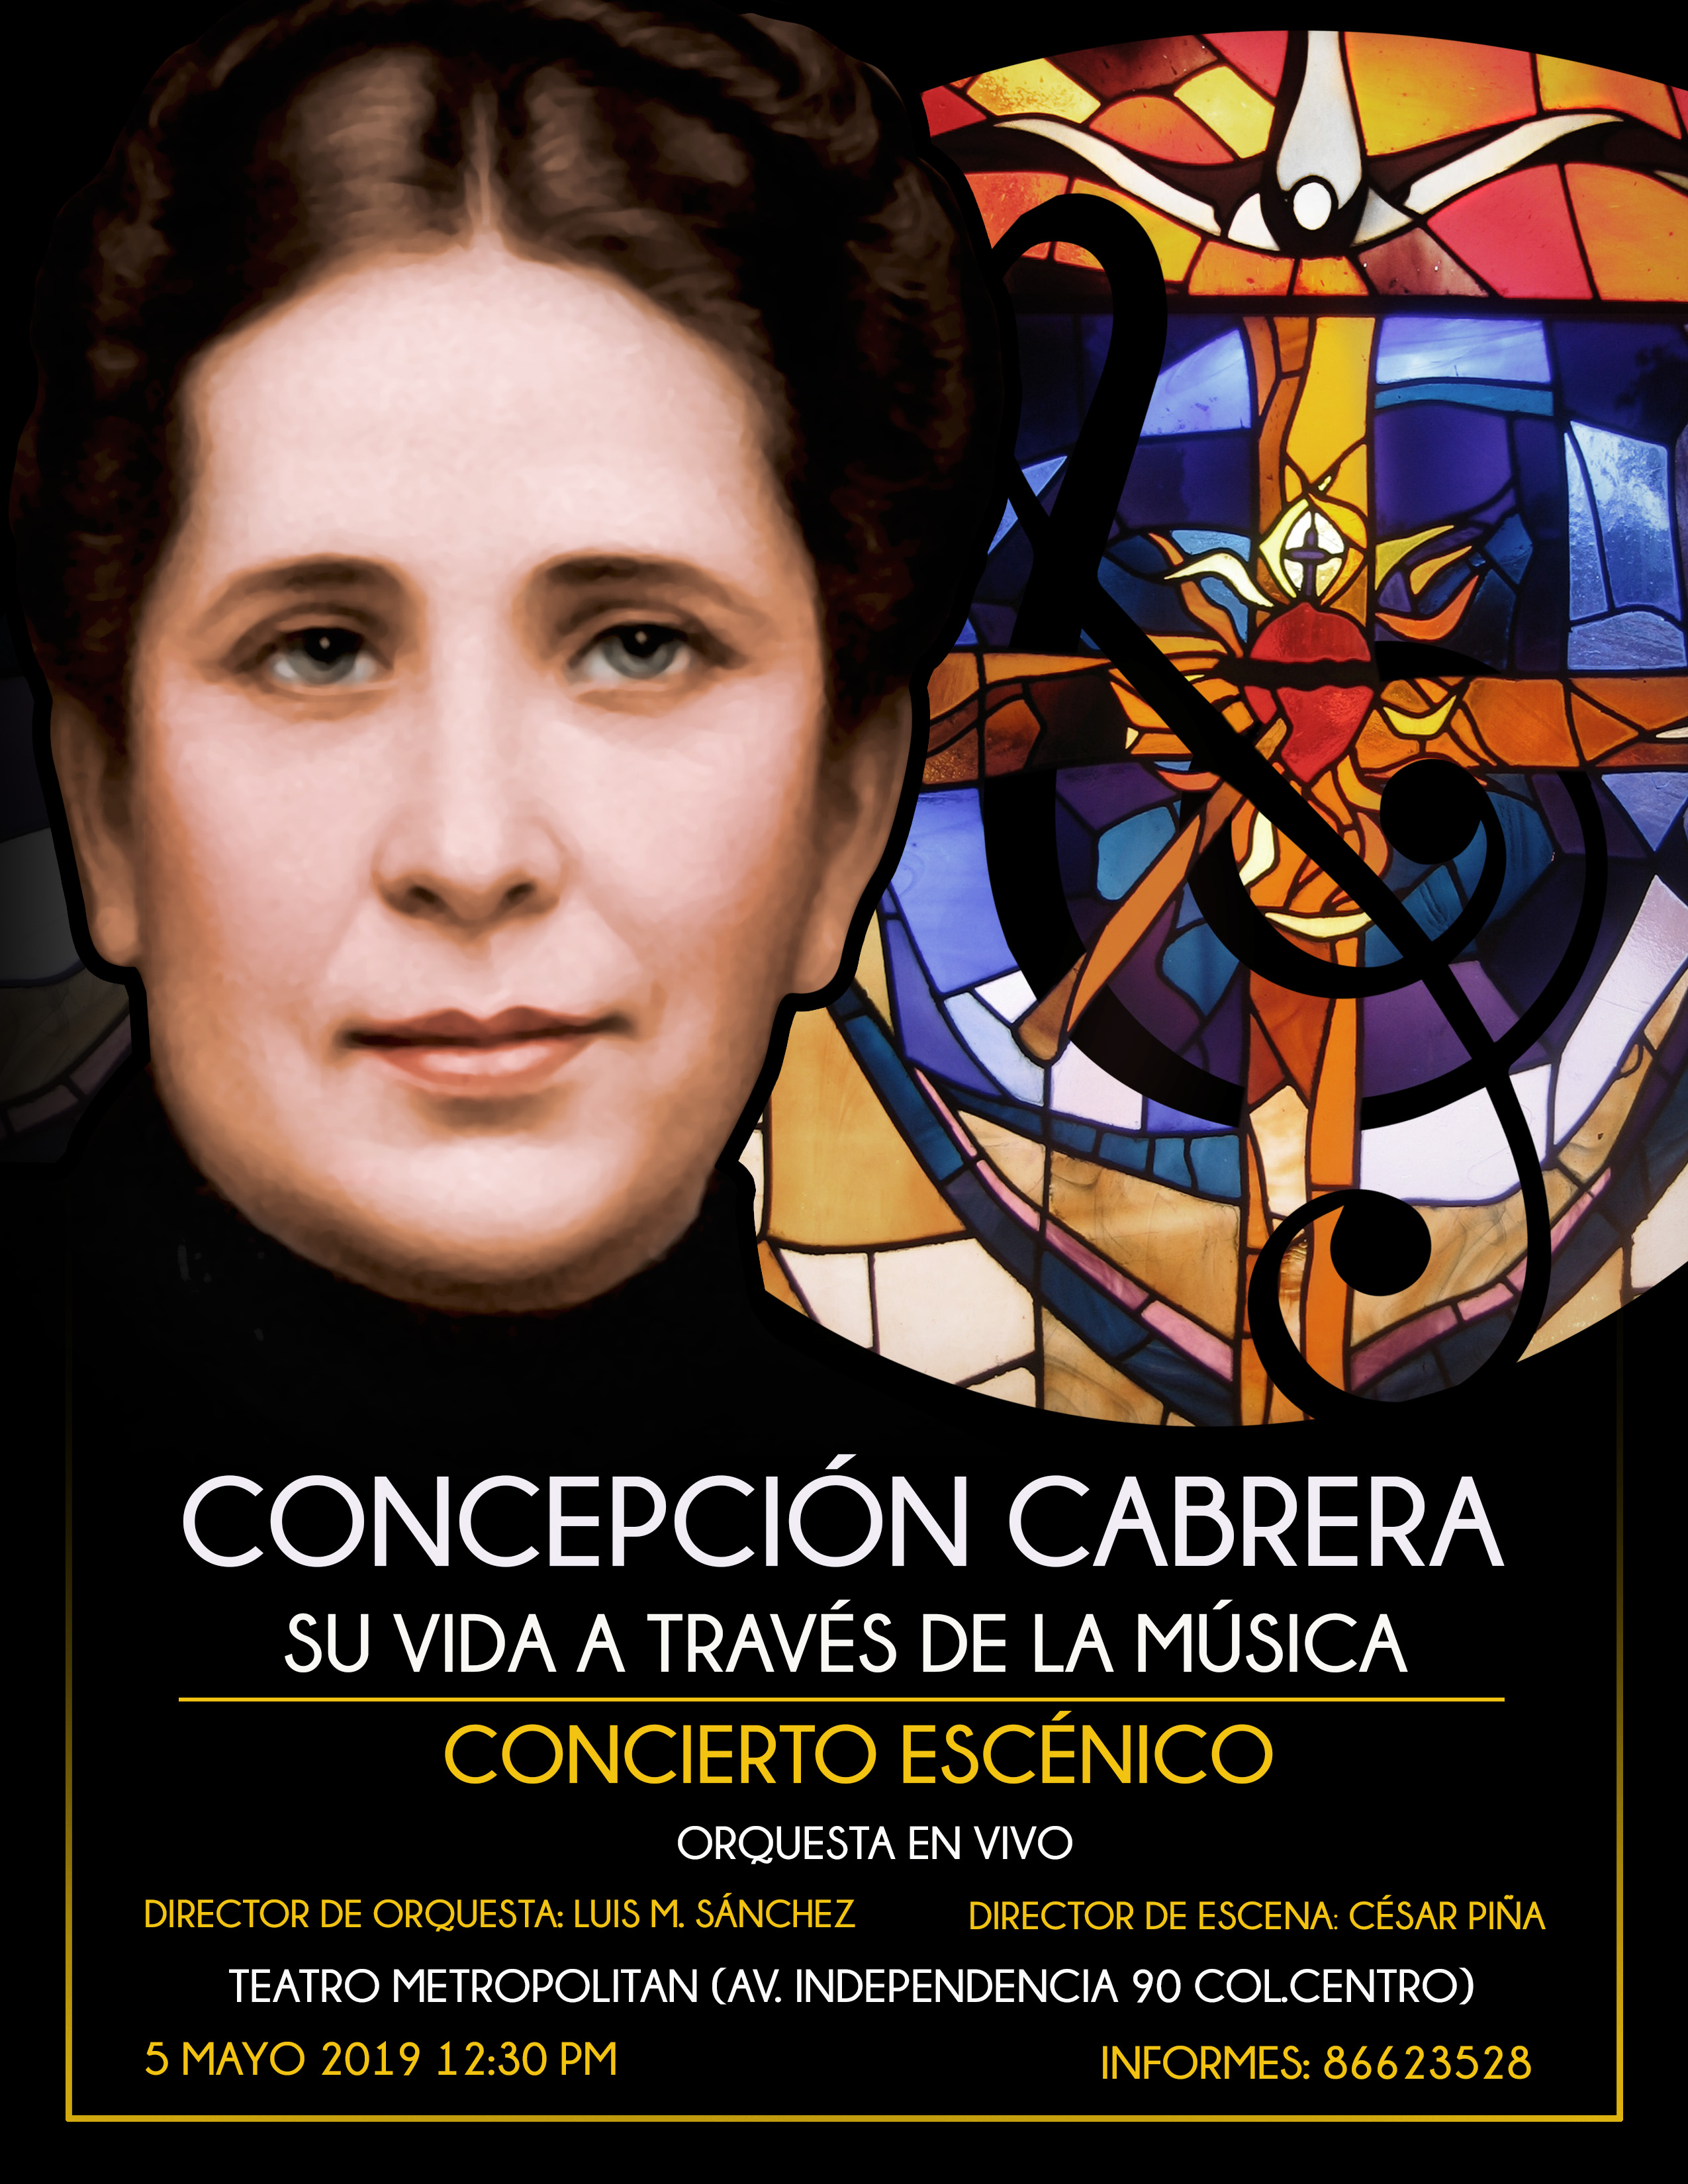 CONCEPCIÓN CABRERA
SU VIDA A TRAVÉS DE LA MÚSICA
CONCIERTO ESCÉNICO
ORQUESTA EN VIVO
DIRECTOR DE ORQUESTA: LUIS M. SÁNCHEZ
DIRECTOR DE ESCENA: CÉSAR PIÑA
TEATRO METROPOLITAN (AV. INDEPENDENCIA 90 COL.CENTRO)
5 MAYO 2019 12:30 PM
INFORMES: 86623528